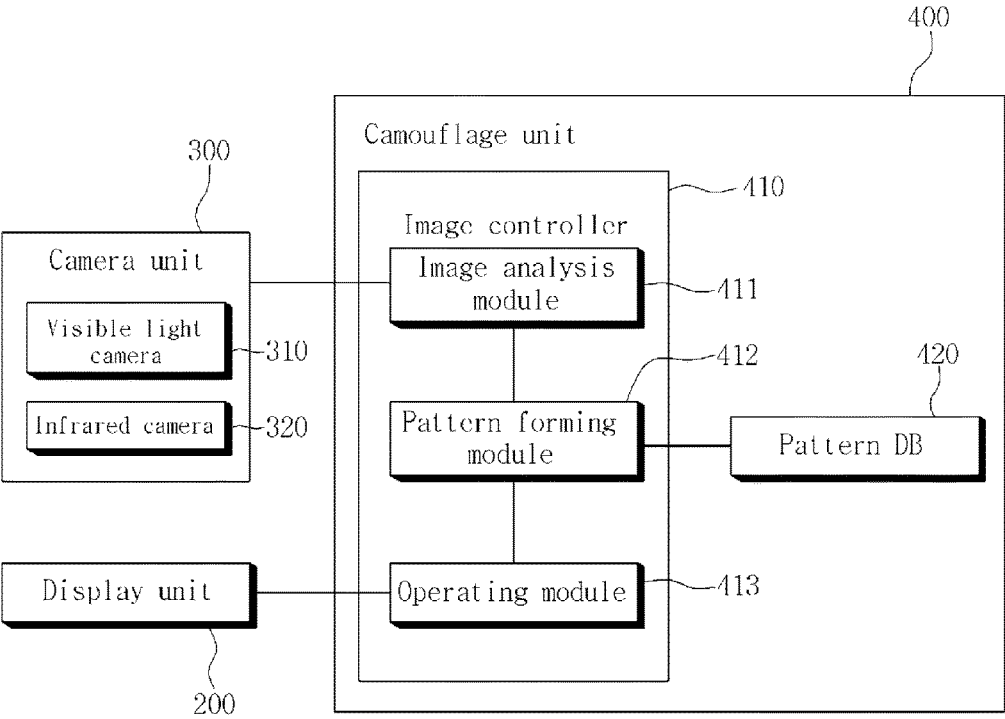 400
Camouflage unit
300
410
Image controller
Camera unit
Image analysis
module
411
Visible light
camera
310
412
420
Infrared camera
320
Pattern forming
module
Pattern DB
Display unit
Operating module
413
200